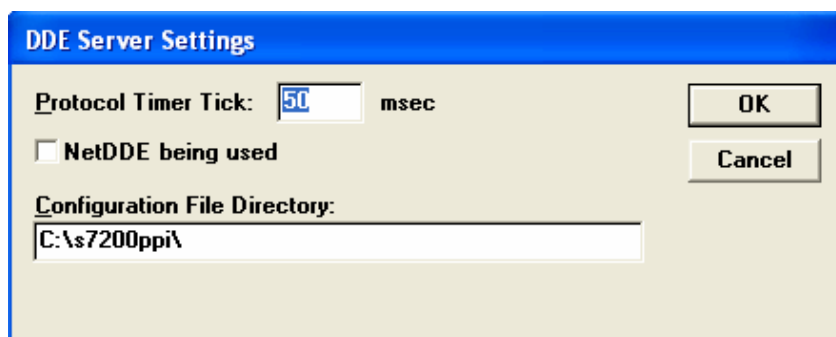 DDE Server Settings
Protocol Timer Tick: 50 msec
OK
NetDDE being used
Cancel
Configuration File Directory:
C:\s7200ppi\